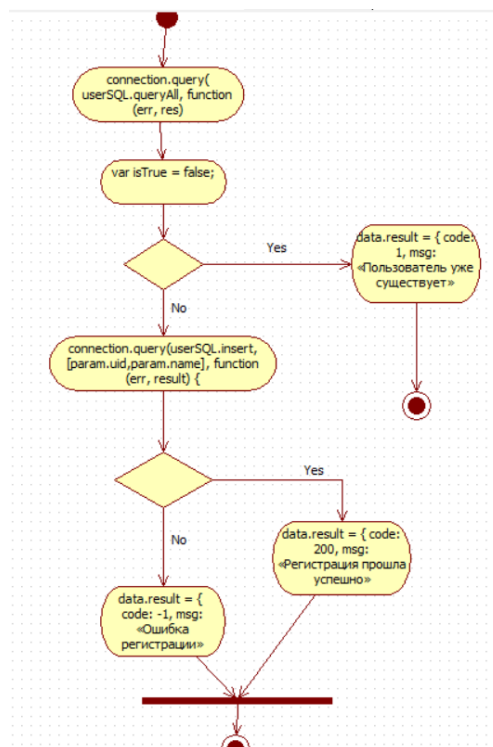 connection.query(
userSQL.queryAll, function
(err, res)
var isTrue = false;
Yes
data.result = { code:
1, msg:
«Пользователь уже
существует»
No
connection.query(userSQL.insert,
[param.uid,param.name], function
(err, result) {
Yes
data.result = { code:
200, msg:
«Регистрация прошла
успешно»
No
data.result = {
code: -1, msg:
«Ошибка
регистрации»